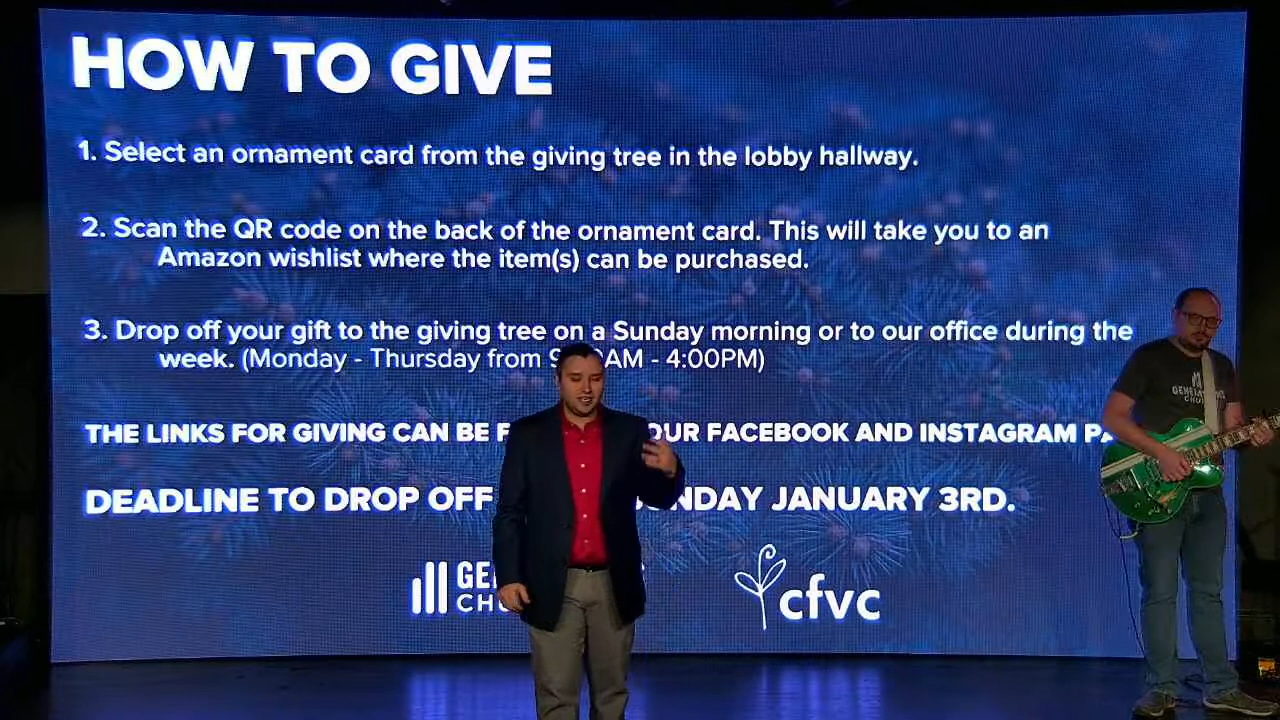 HOW TO GIVE
1. Select an ornament card from the giving tree in the lobby hallway.
2. Scan the QR code on the back of the ornament card. This will take you to an
Amazon wishlist where the item(s) can be purchased.
3. Drop off your gift to the giving tree on a Sunday morning or to our office during the
week. (Monday - Thursday from AM - 4:00PM)
THE LINKS FOR GIVING CAN BE OUR FACEBOOK AND INSTAGRAM
DEADLINE TO DROP OFF SUNDAY JANUARY 3RD.
cfvc